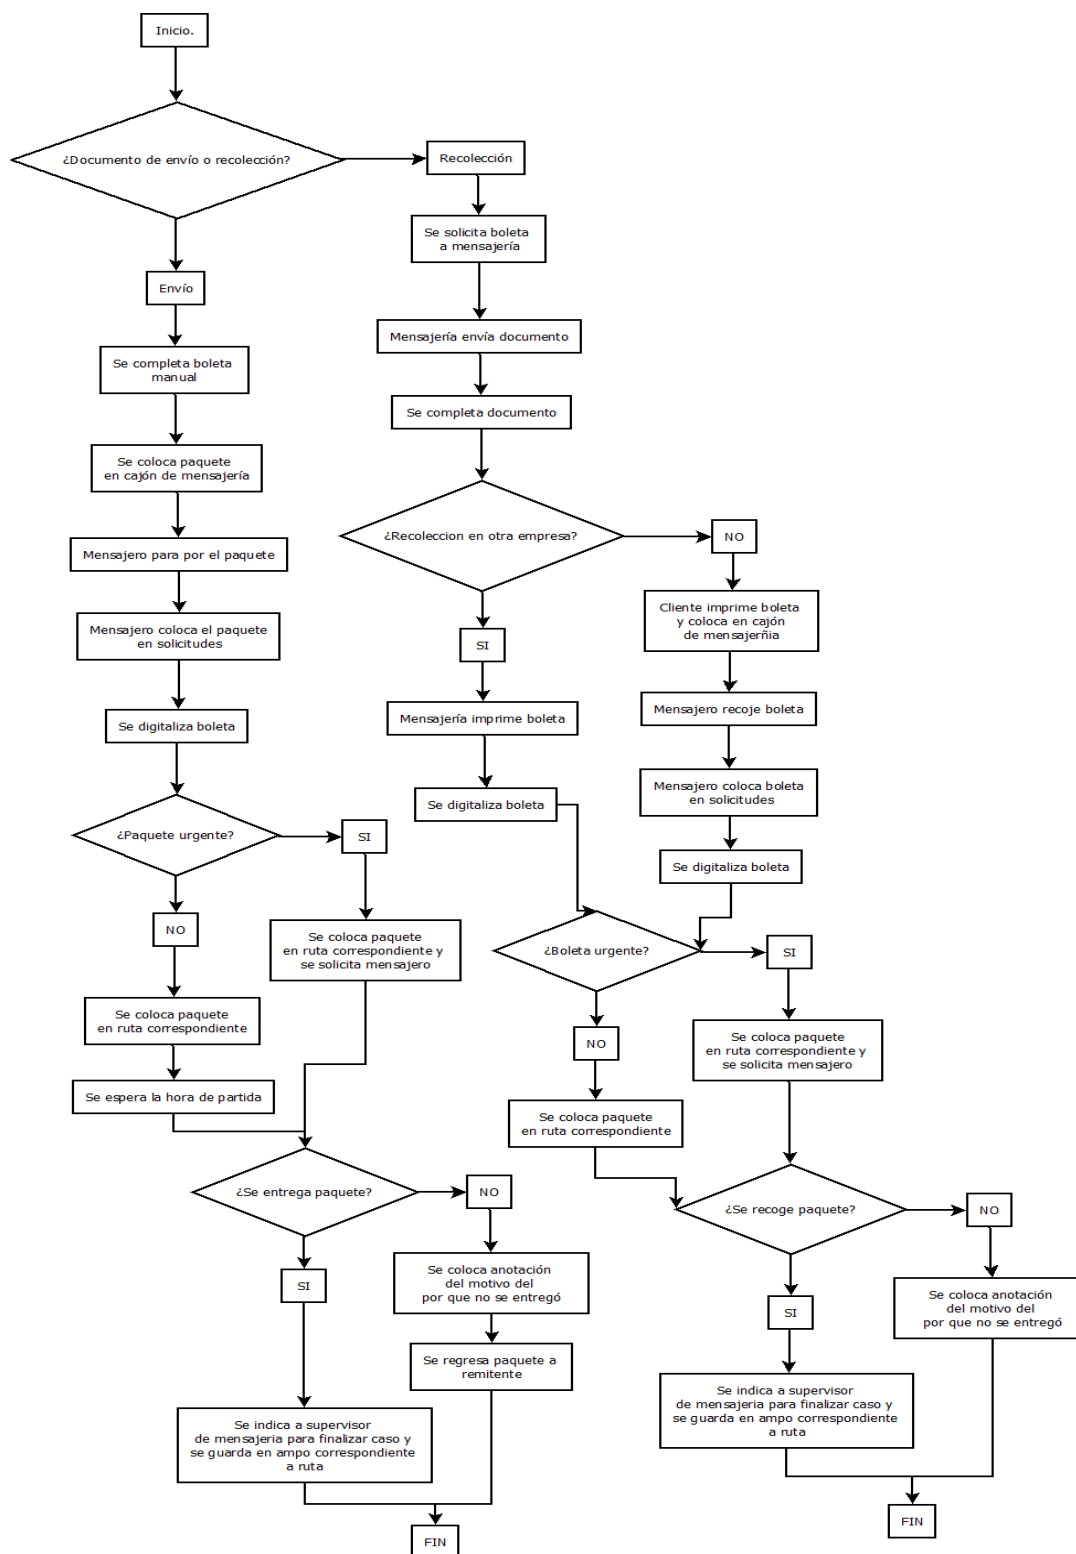 Inicio.
¿Documento de envío o recolección?
Recolección
Se solicita boleta
a mensajería
Envío
Mensajería envía documento
Se completa boleta
manual
Se completa documento
Se coloca paquete
en cajón de mensajería
¿Recoleccion en otra empresa?
NO
Mensajero para por el paquete
Cliente imprime boleta
y coloca en cajón
de mensajerñia
Mensajero coloca el paquete
en solicitudes
SI
Mensajería imprime boleta
Mensajero recoje boleta
Se digitaliza boleta
Mensajero coloca boleta
en solicitudes
Se digitaliza boleta
¿Paquete urgente?
SI
Se digitaliza boleta
NO
Se coloca paquete
en ruta correspondiente y
se solicita mensajero
¿Boleta urgente?
SI
Se coloca paquete
en ruta correspondiente
NO
Se coloca paquete
en ruta correspondiente y
se solicita mensajero
Se espera la hora de partida
Se coloca paquete
en ruta correspondiente
¿Se entrega paquete?
NO
¿Se recoge paquete?
NO
SI
Se coloca anotación
del motivo del
por que no se entregó
SI
Se coloca anotación
del motivo del
por que no se entregó
Se regresa paquete a
remitente
Se indica a supervisor
de mensajeria para finalizar caso y
se guarda en ampo correspondiente
a ruta
Se indica a supervisor
de mensajeria para finalizar caso y
se guarda en ampo correspondiente
a ruta
FIN
FIN